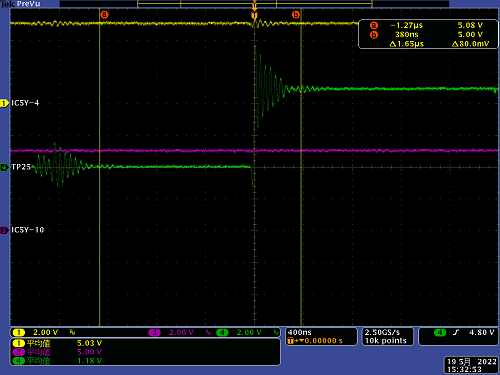 Tek PreVu
a
b
a -1.27µs 5.08 V
b 380ns 5.00 V
Δ1.65µs Δ80.0mV
1 IC5Y-4
4 TP25
3 IC5Y-10
1 2.00 V 3 2.00 V 4 2.00 V
400ns
T→▼0.00000 s
2.50GS/s
10k points
4 4.80 V
1 平均值 5.03 V
3 平均值 5.00 V
4 平均值 1.18 V
19 5月 2022
15:32:53